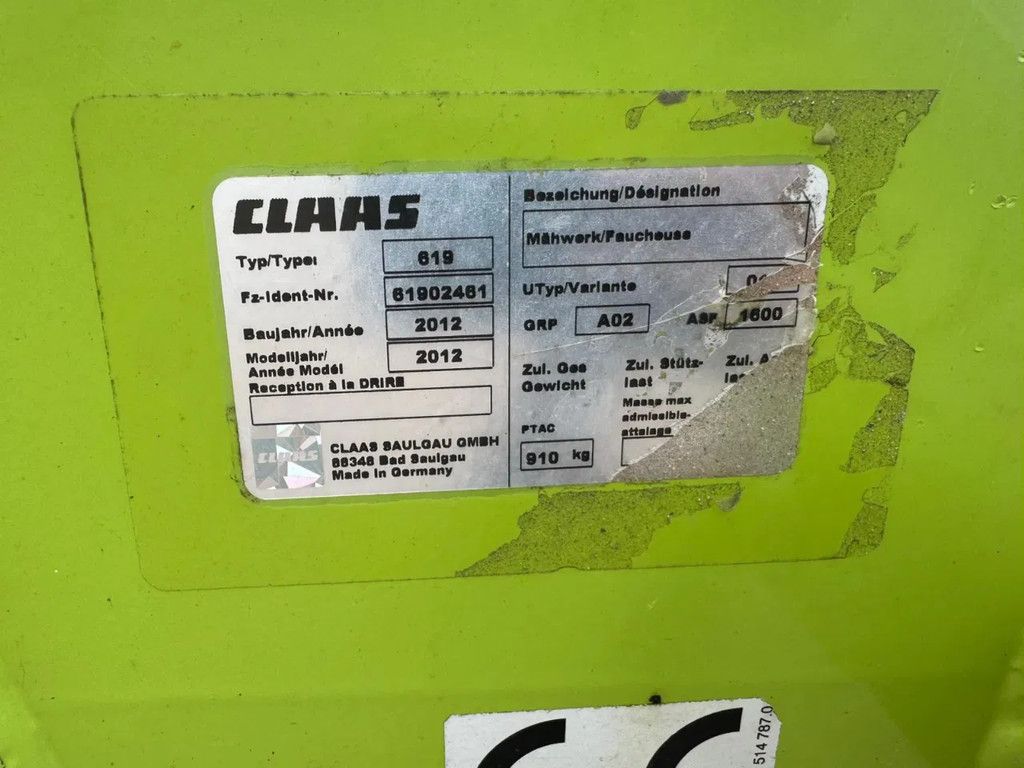 CLAAS
Typ/Type: 619
Fz-Ident-Nr. 61902461
Baujahr/Année 2012
Modelljahr/
Année Modél 2012
Reception à la DRIRE
CLAAS
CLAAS SAULGAU GMBH
88348 Bad Saulgau
Made in Germany
Bezeichung/Désignation
Mähwerk/Faucheuse
UTyp/Variante
GRP A02 ASF 1600
Zul. Ges
Gewicht
PTAC
910 kg
Zul. Stütz-
last
Masse max
admissible-
attelage
Zul. A
CE
514 787.0